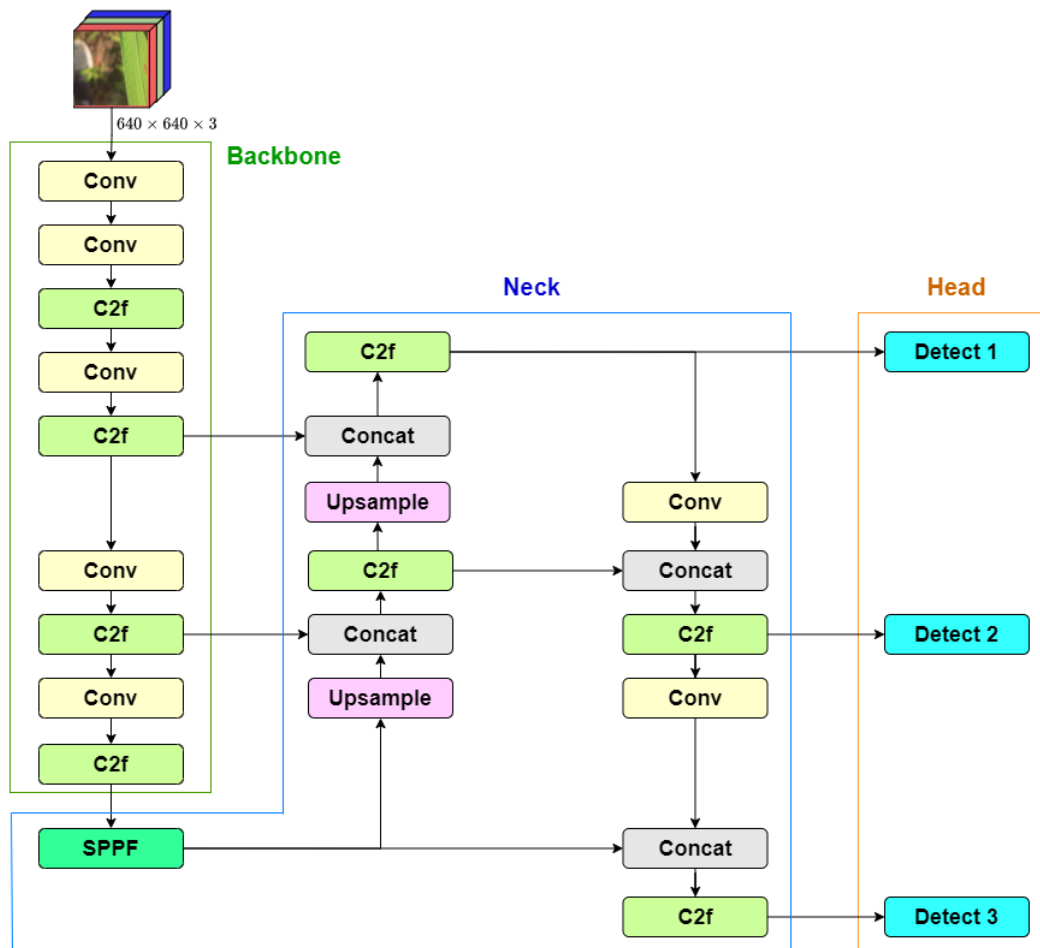 640 × 640 × 3
Backbone
Conv
Conv
C2f
Conv
C2f
Conv
C2f
Conv
C2f
Neck
SPPF
C2f
Concat
Upsample
C2f
Concat
Upsample
Conv
Concat
C2f
Conv
Concat
C2f
Head
Detect 1
Detect 2
Detect 3